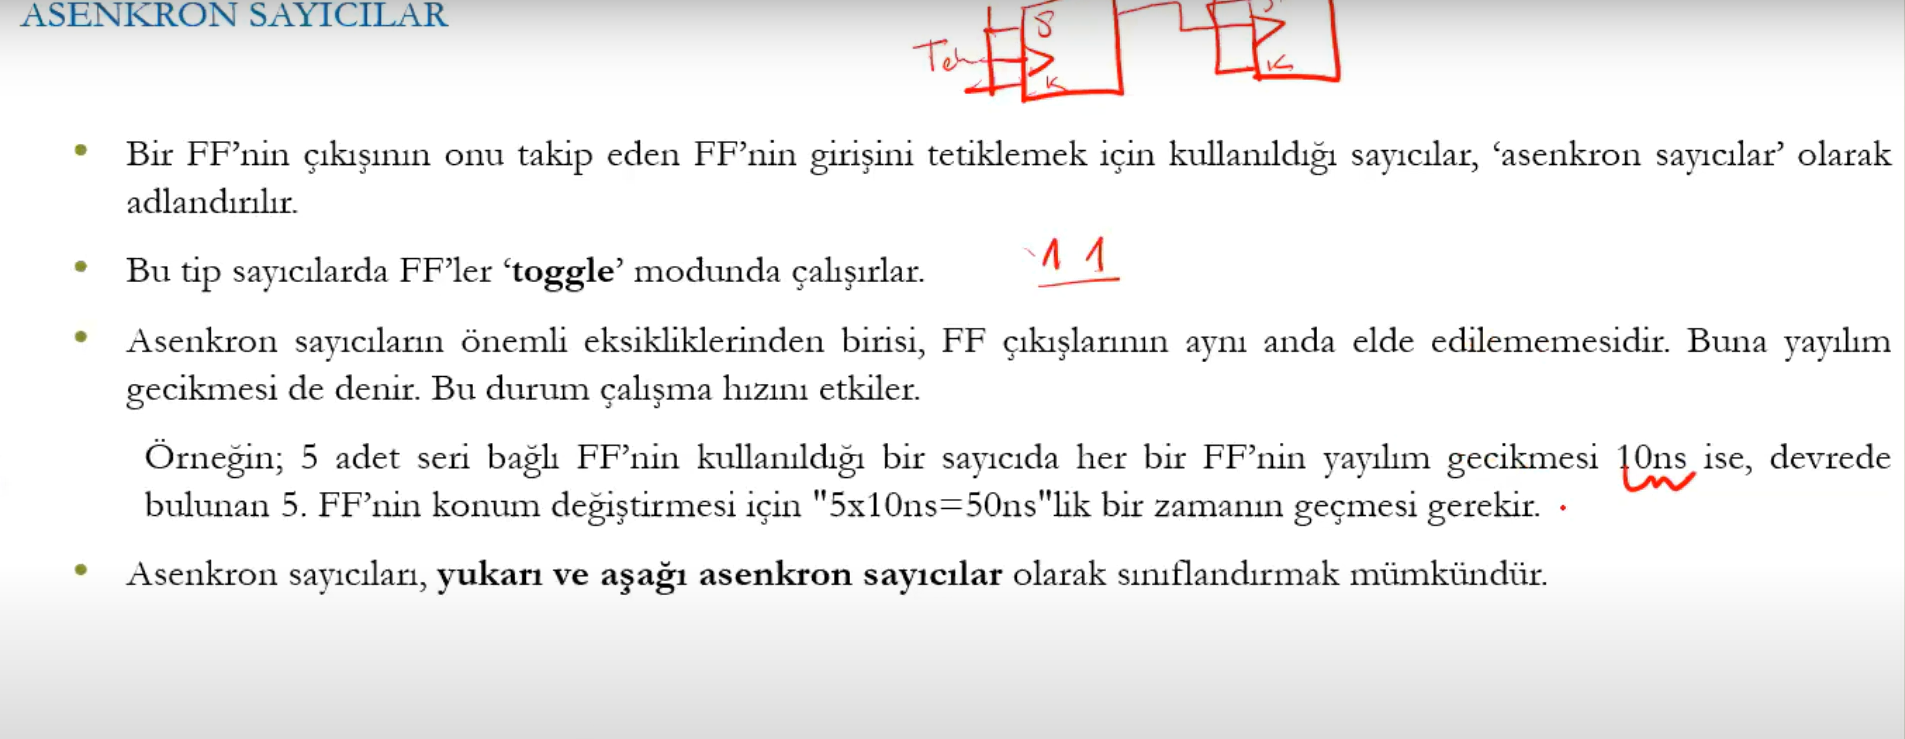 ASENKRON SAYICILAR
K
K
• Bir FF’nin çıkışının onu takip eden FF’nin girişini tetiklemek için kullanıldığı sayıcılar, ‘asenkron sayıcılar’ olarak
adlandırılır.
• Bu tip sayıcılarda FF’ler ‘toggle’ modunda çalışırlar.
1 1
• Asenkron sayıcıların önemli eksikliklerinden birisi, FF çıkışlarının aynı anda elde edilememesidir. Buna yayılım
gecikmesi de denir. Bu durum çalışma hızını etkiler.
Örneğin; 5 adet seri bağlı FF’nin kullanıldığı bir sayıcıda her bir FF’nin yayılım gecikmesi 10ns ise, devrede
bulunan 5. FF’nin konum değiştirmesi için "5x10ns=50ns"lik bir zamanın geçmesi gerekir.
• Asenkron sayıcıları, yukarı ve aşağı asenkron sayıcılar olarak sınıflandırmak mümkündür.